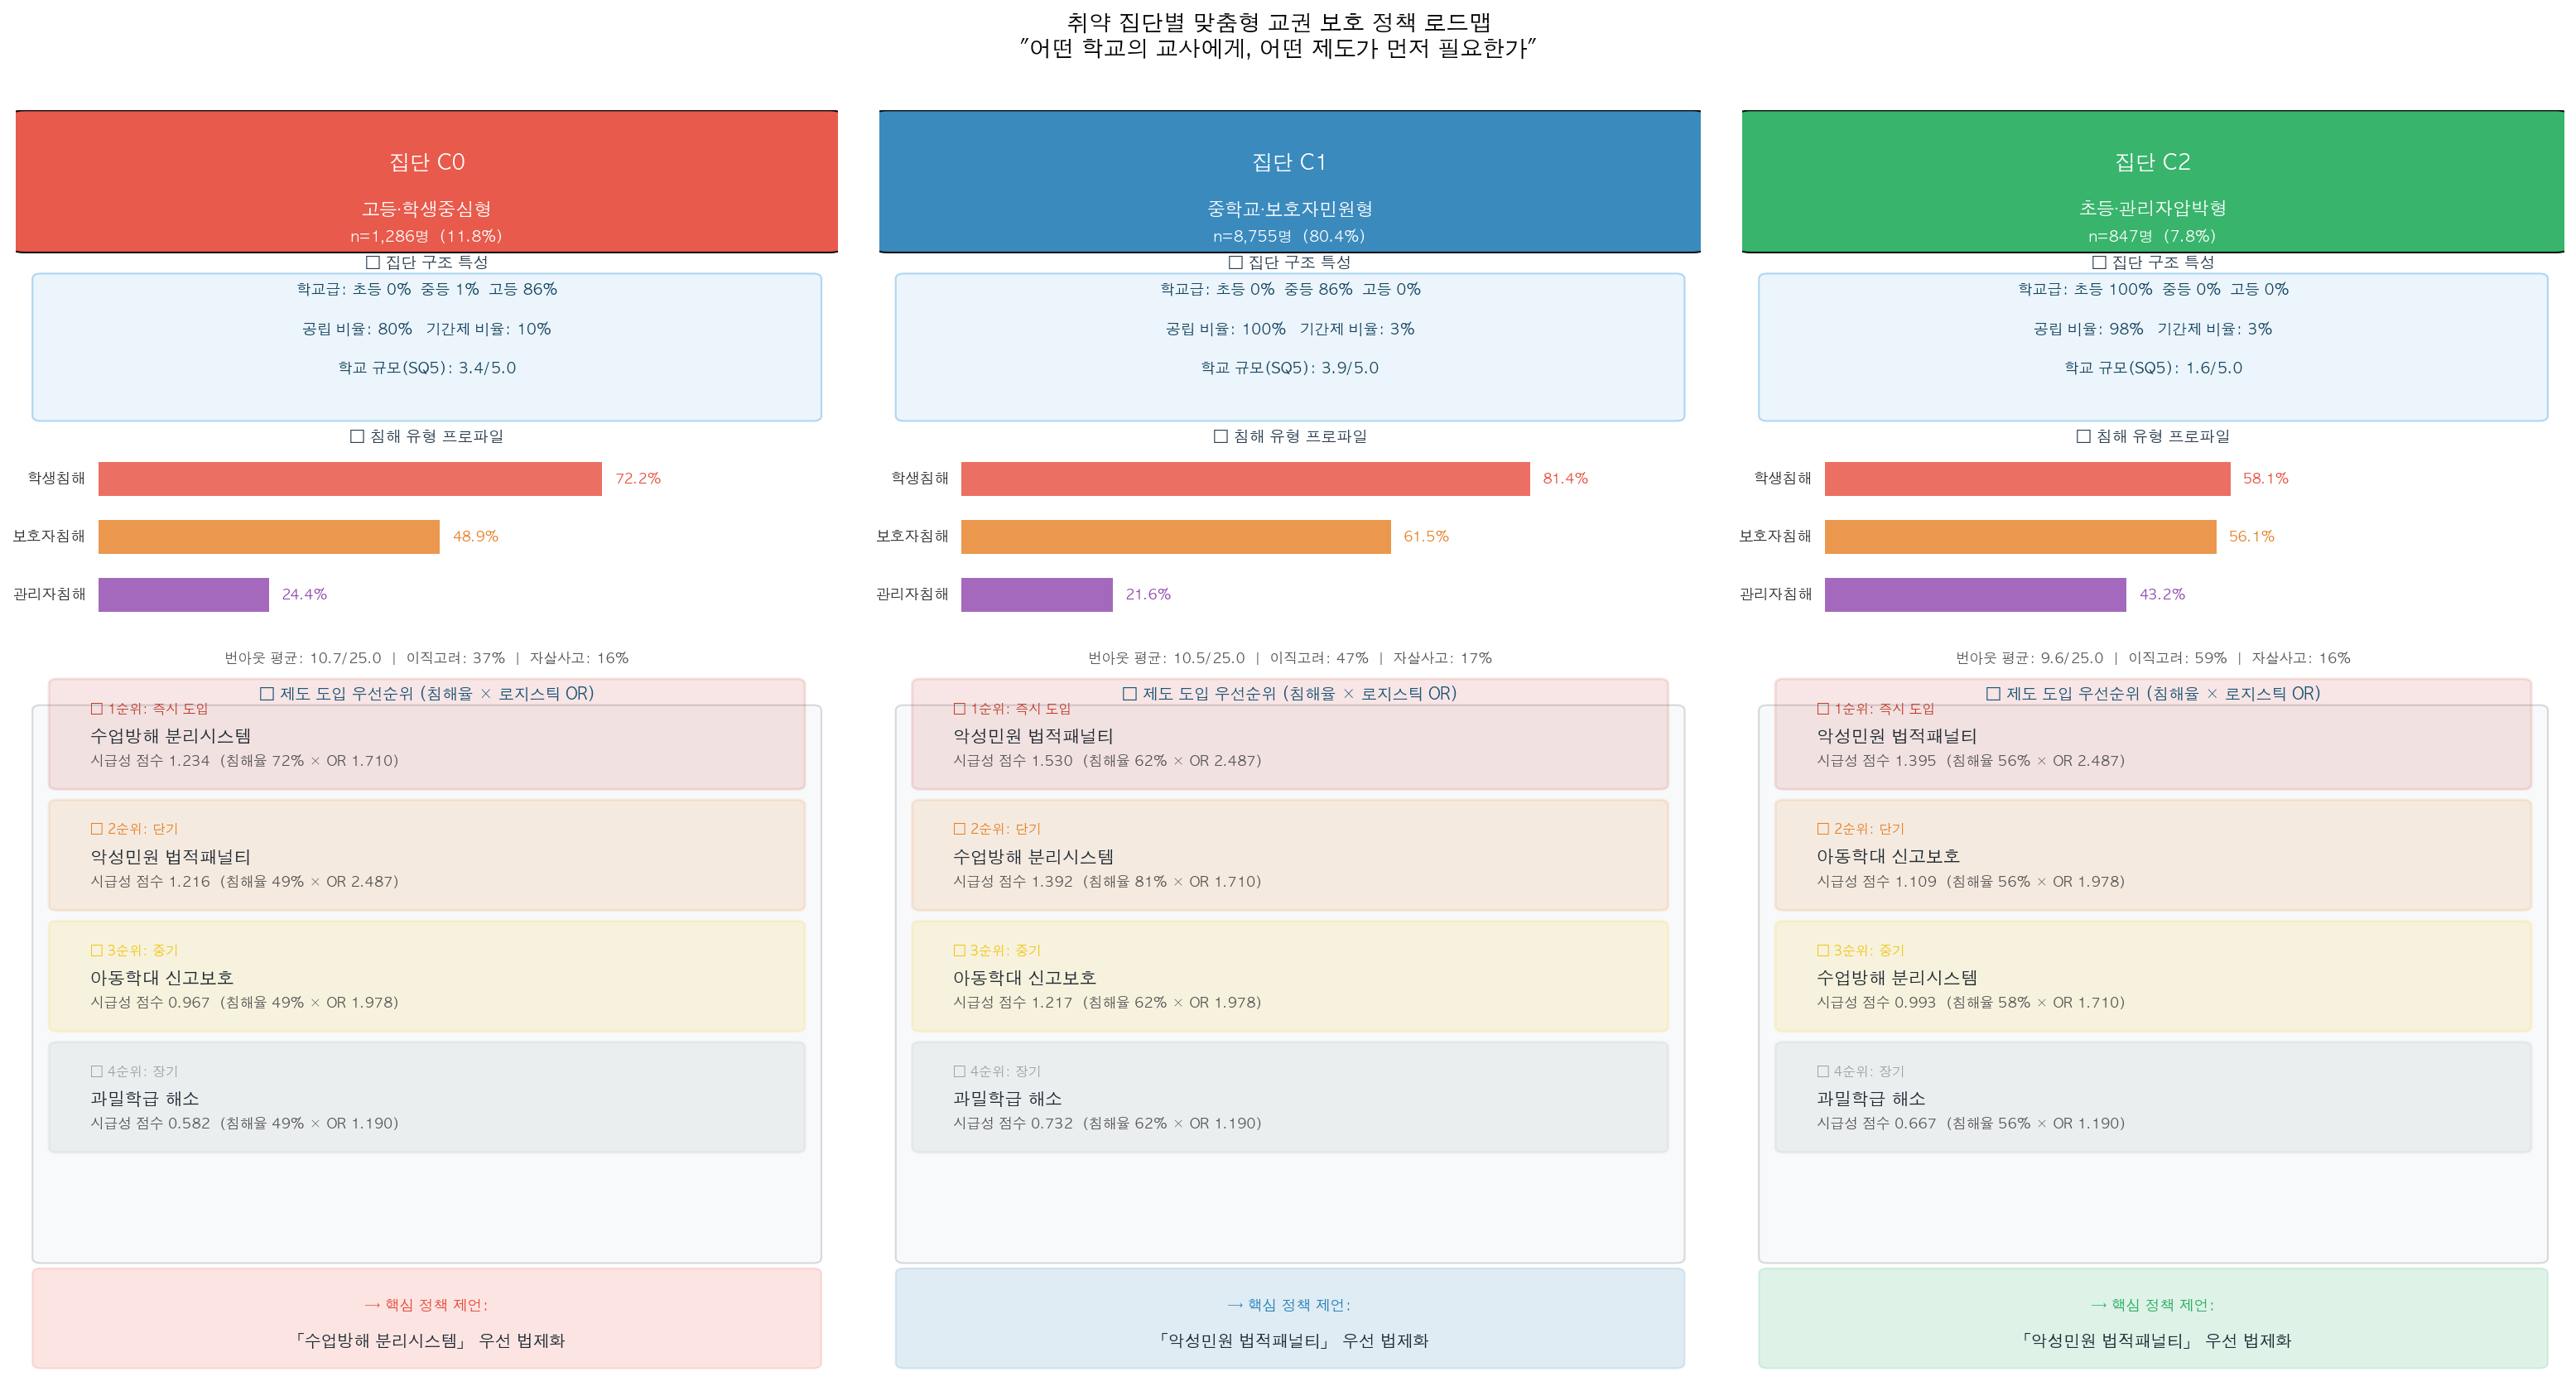 취약 집단별 맞춤형 교권 보호 정책 로드맵
"어떤 학교의 교사에게, 어떤 제도가 먼저 필요한가"
집단 C0
고등·학생중심형
n=1,286명 (11.8%)
□ 집단 구조 특성
학교급: 초등 0% 중등 1% 고등 86%
공립 비율: 80% 기간제 비율: 10%
학교 규모(SQ5): 3.4/5.0
□ 침해 유형 프로파일
학생침해 72.2%
보호자침해 48.9%
관리자침해 24.4%
번아웃 평균: 10.7/25.0 | 이직고려: 37% | 자살사고: 16%
□ 제도 도입 우선순위 (침해율 × 로지스틱 OR)
□ 1순위: 즉시 도입
수업방해 분리시스템
시급성 점수 1.234 (침해율 72% × OR 1.710)
□ 2순위: 단기
악성민원 법적패널티
시급성 점수 1.216 (침해율 49% × OR 2.487)
□ 3순위: 중기
아동학대 신고보호
시급성 점수 0.967 (침해율 49% × OR 1.978)
□ 4순위: 장기
과밀학급 해소
시급성 점수 0.582 (침해율 49% × OR 1.190)
→ 핵심 정책 제언:
「수업방해 분리시스템」 우선 법제화
집단 C1
중학교·보호자민원형
n=8,755명 (80.4%)
□ 집단 구조 특성
학교급: 초등 0% 중등 86% 고등 0%
공립 비율: 100% 기간제 비율: 3%
학교 규모(SQ5): 3.9/5.0
□ 침해 유형 프로파일
학생침해 81.4%
보호자침해 61.5%
관리자침해 21.6%
번아웃 평균: 10.5/25.0 | 이직고려: 47% | 자살사고: 17%
□ 제도 도입 우선순위 (침해율 × 로지스틱 OR)
□ 1순위: 즉시 도입
악성민원 법적패널티
시급성 점수 1.530 (침해율 62% × OR 2.487)
□ 2순위: 단기
수업방해 분리시스템
시급성 점수 1.392 (침해율 81% × OR 1.710)
□ 3순위: 중기
아동학대 신고보호
시급성 점수 1.217 (침해율 62% × OR 1.978)
□ 4순위: 장기
과밀학급 해소
시급성 점수 0.732 (침해율 62% × OR 1.190)
→ 핵심 정책 제언:
「악성민원 법적패널티」 우선 법제화
집단 C2
초등·관리자압박형
n=847명 (7.8%)
□ 집단 구조 특성
학교급: 초등 100% 중등 0% 고등 0%
공립 비율: 98% 기간제 비율: 3%
학교 규모(SQ5): 1.6/5.0
□ 침해 유형 프로파일
학생침해 58.1%
보호자침해 56.1%
관리자침해 43.2%
번아웃 평균: 9.6/25.0 | 이직고려: 59% | 자살사고: 16%
□ 제도 도입 우선순위 (침해율 × 로지스틱 OR)
□ 1순위: 즉시 도입
악성민원 법적패널티
시급성 점수 1.395 (침해율 56% × OR 2.487)
□ 2순위: 단기
아동학대 신고보호
시급성 점수 1.109 (침해율 56% × OR 1.978)
□ 3순위: 중기
수업방해 분리시스템
시급성 점수 0.993 (침해율 58% × OR 1.710)
□ 4순위: 장기
과밀학급 해소
시급성 점수 0.667 (침해율 56% × OR 1.190)
→ 핵심 정책 제언:
「악성민원 법적패널티」 우선 법제화